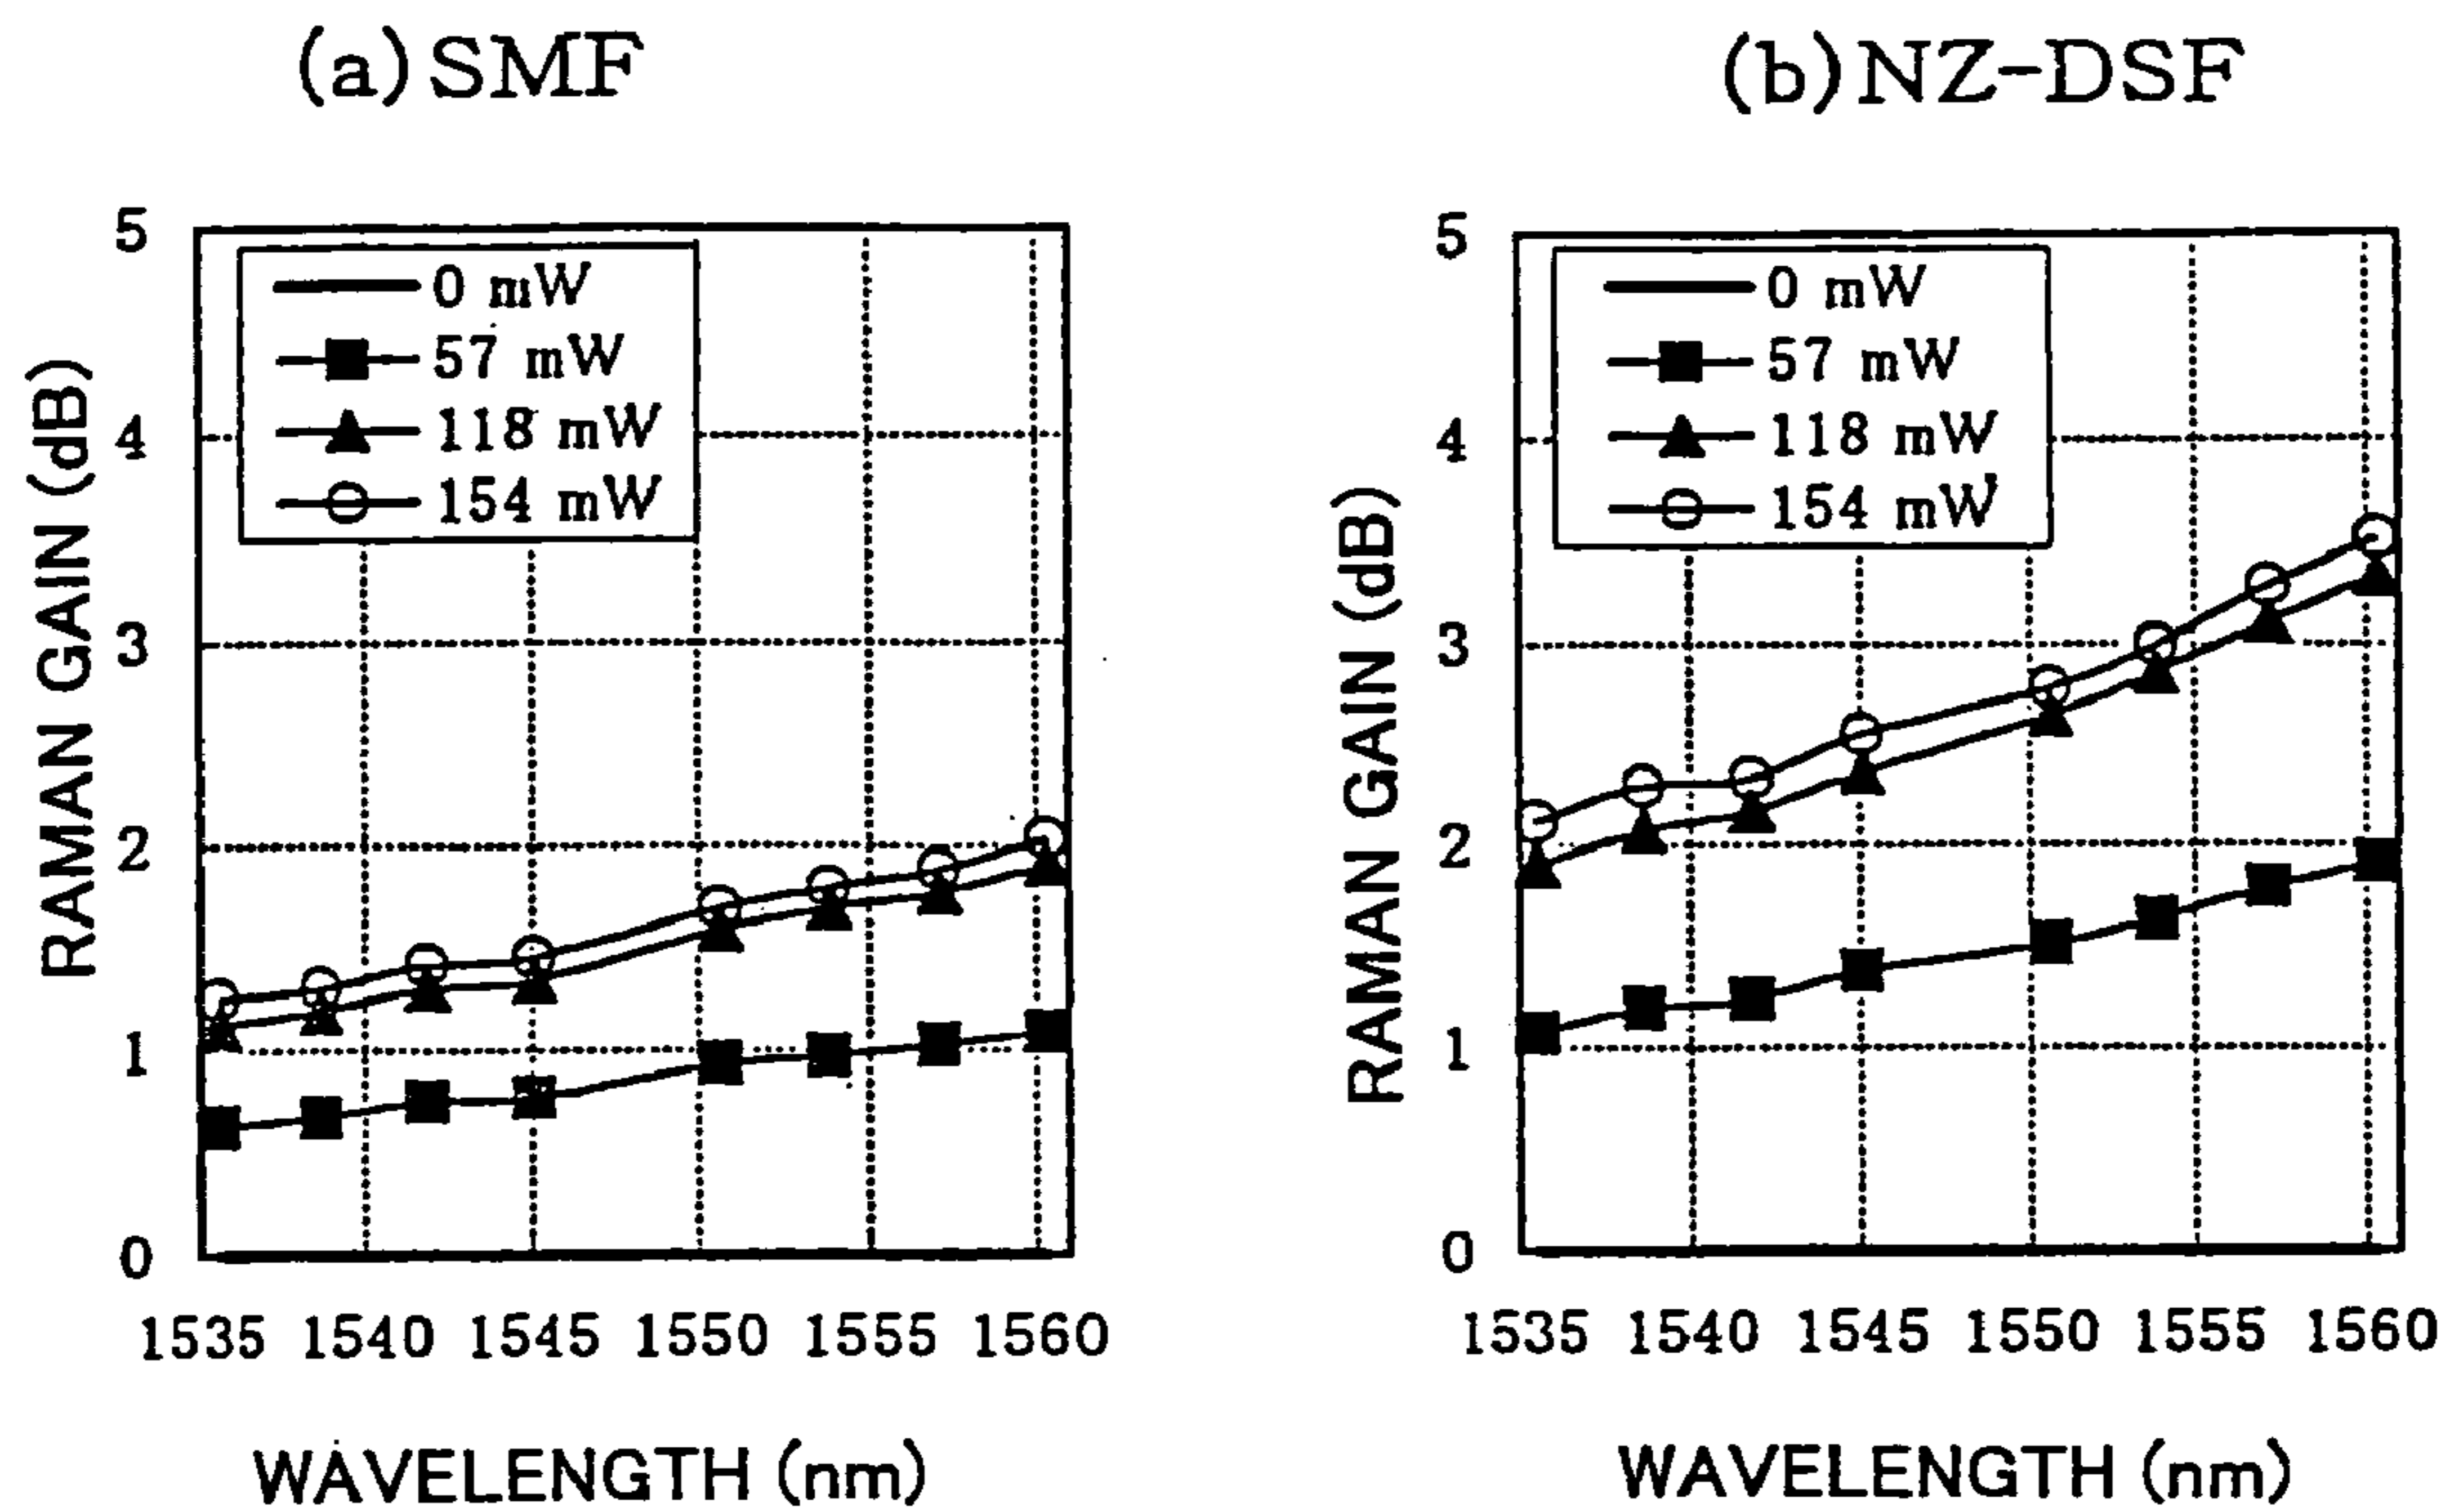 (a) SMF
RAMAN GAIN (dB)
5
4
3
2
1
0
0 mW
57 mW
118 mW
154 mW
1535 1540 1545 1550 1555 1560
WAVELENGTH (nm)
(b) NZ-DSF
RAMAN GAIN (dB)
5
4
3
2
1
0
0 mW
57 mW
118 mW
154 mW
1535 1540 1545 1550 1555 1560
WAVELENGTH (nm)